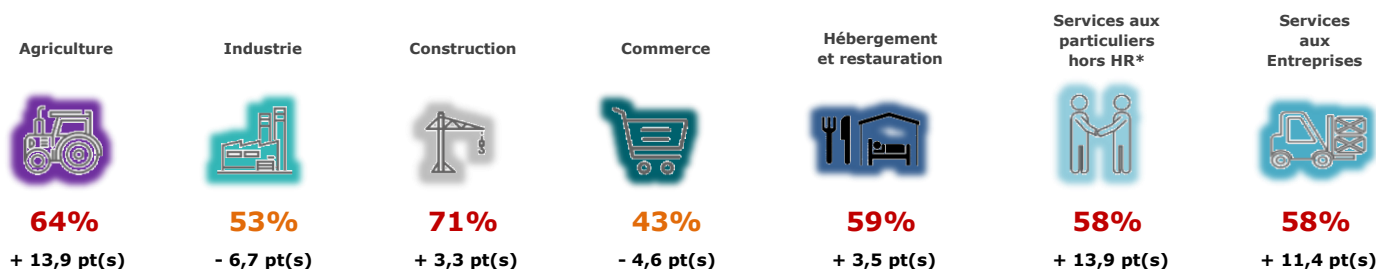 Agriculture
Industrie
Construction
Commerce
Hébergement
et restauration
Services aux
particuliers
hors HR*
Services
aux
Entreprises
64%
53%
71%
43%
59%
58%
58%
+ 13,9 pt(s)
- 6,7 pt(s)
+ 3,3 pt(s)
- 4,6 pt(s)
+ 3,5 pt(s)
+ 13,9 pt(s)
+ 11,4 pt(s)